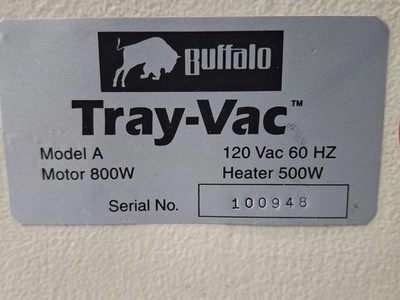 Buffalo
Tray-Vac™
Model A 120 Vac 60 HZ
Motor 800W Heater 500W
Serial No. 100948